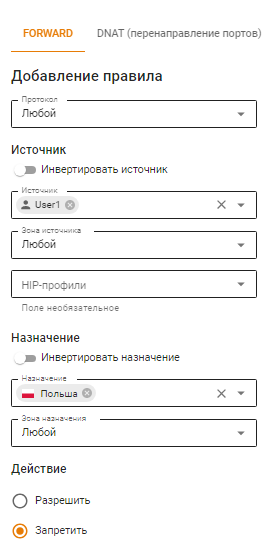 FORWARD DNAT (перенаправление портов)
Добавление правила
Протокол
Любой
Источник
Инвертировать источник
Источник
User1
Зона источника
Любой
HIP-профили
Поле необязательное
Назначение
Инвертировать назначение
Назначение
Польша
Зона назначения
Любой
Действие
Разрешить
Запретить